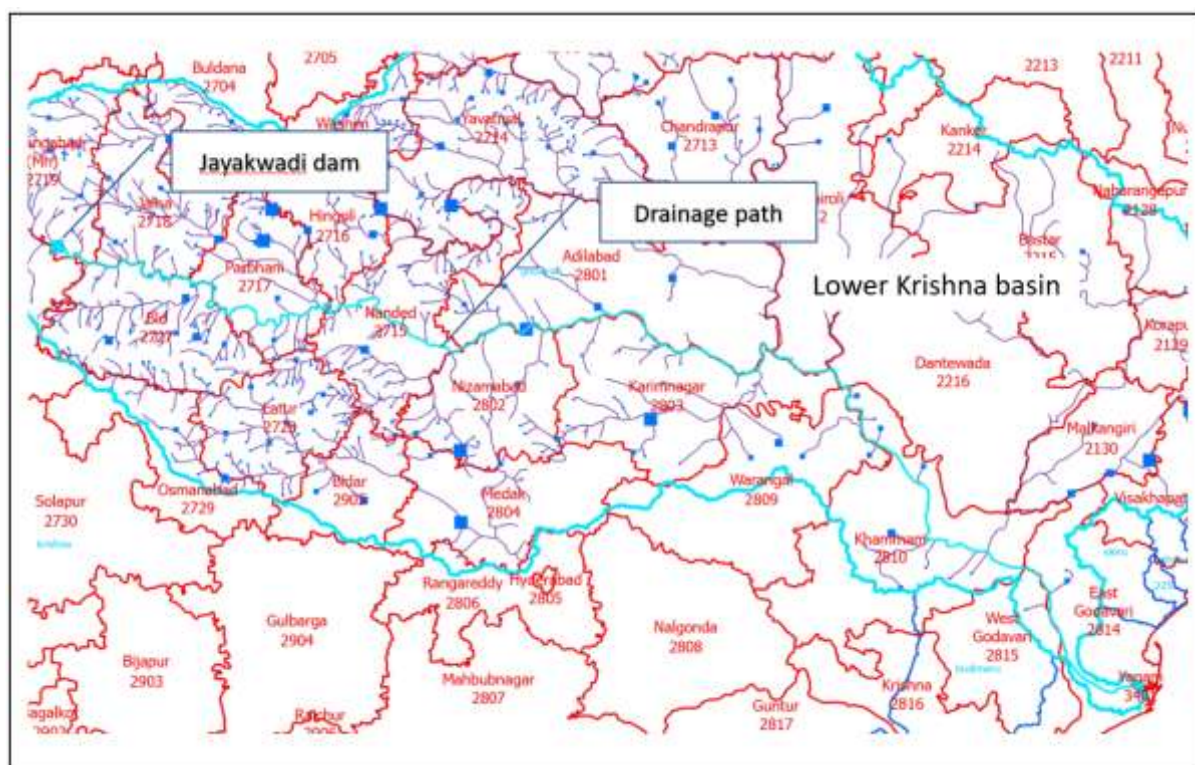 Buldana
2704
2705
2213
2211
Yavatmal
2714
Chandrapur
2713
Kanker
2214
Jayakwadi dam
Nabarangapur
2128
Jalna
2718
Hingoli
2716
Drainage path
Bastar
Adilabad
2801
Parbhani
2717
Lower Krishna basin
Bid
2727
Nanded
2715
Dantewada
2216
Nizamabad
2802
Karimnagar
Malkangiri
2130
Bidar
Solapur
2730
Osmanabad
2729
Medak
2804
Warangal
2809
Khammam
2810
Rangareddy
2806
Hyderabad
2805
East
Godavari
2814
West
Godavari
2815
Gulbarga
2904
Nalgonda
2808
Bijapur
2903
Mahbubnagar
2807
Krishna
2816
Yanam
Guntur
2817